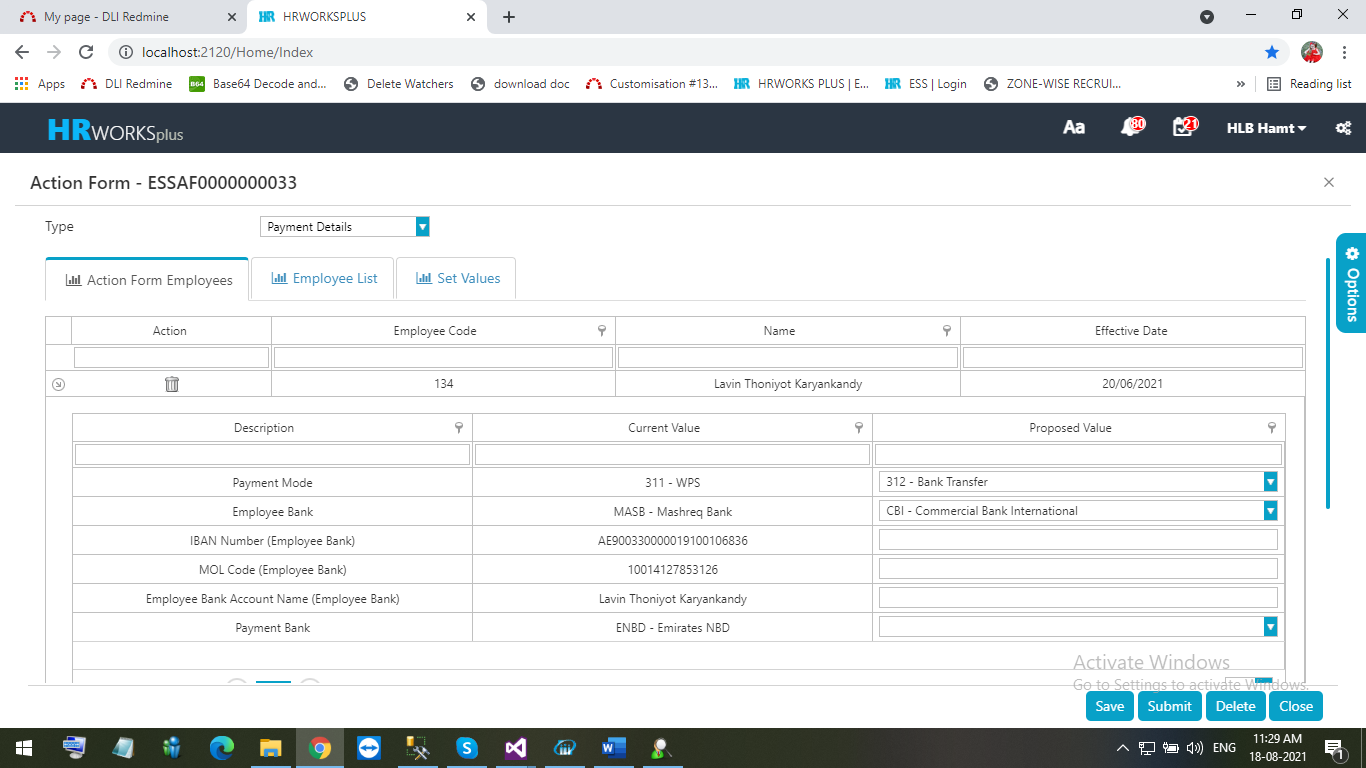 My page - DLI Redmine
HRWORKSPLUS
localhost:2120/Home/Index
Apps
DLI Redmine
Base64 Decode and...
Delete Watchers
download doc
Customisation #13...
HRWORKS PLUS | E...
ESS | Login
ZONE-WISE RECRUI...
»
Reading list
HRWORKSplus
Aa
80
21
HLB Hamt
Action Form - ESSAF0000000033
Type
Payment Details
Options
Action Form Employees
Employee List
Set Values
Action
Employee Code
Name
Effective Date
134
Lavin Thoniyot Karyankandy
20/06/2021
Description
Current Value
Proposed Value
Payment Mode
311 - WPS
312 - Bank Transfer
Employee Bank
MASB - Mashreq Bank
CBI - Commercial Bank International
IBAN Number (Employee Bank)
AE900330000019100106836
MOL Code (Employee Bank)
10014127853126
Employee Bank Account Name (Employee Bank)
Lavin Thoniyot Karyankandy
Payment Bank
ENBD - Emirates NBD
Activate Windows
Go to Settings to activate Windows.
Save
Submit
Delete
Close
ENG
11:29 AM
18-08-2021
1